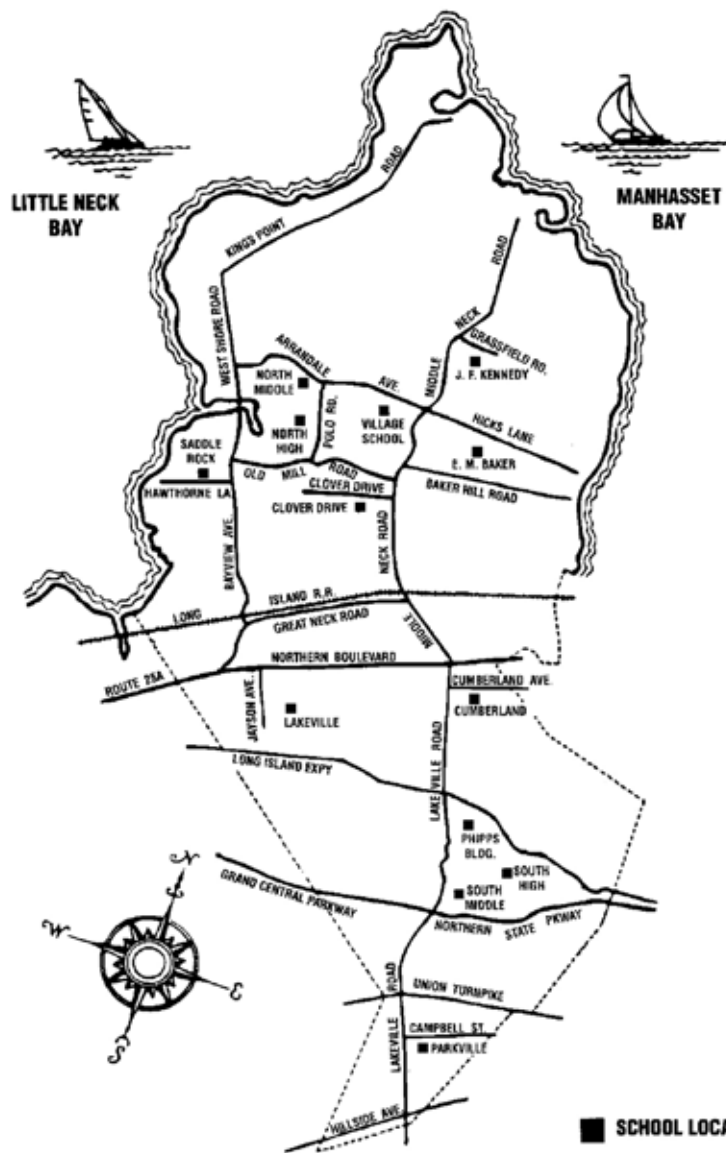 LITTLE NECK
BAY
MANHASSET
BAY
KINGS POINT
ROAD
WEST SHORE ROAD
ROAD
NECK
MIDDLE
GRASSFIELD RD.
J. F. KENNEDY
ARRANDALE
AVE.
NORTH
MIDDLE
POLO RD.
VILLAGE
SCHOOL
HICKS LANE
NORTH
HIGH
SADDLE
ROCK
HAWTHORNE LA.
OLD MILL
ROAD
E. M. BAKER
CLOVER DRIVE
BAKER HILL ROAD
CLOVER DRIVE
BAYVIEW AVE.
NECK ROAD
MIDDLE
LONG
ISLAND R.R.
GREAT NECK ROAD
NORTHERN BOULEVARD
ROUTE 25A
CUMBERLAND AVE.
CUMBERLAND
JAYSON AVE.
LAKEVILLE
LAKEVILLE ROAD
LONG ISLAND EXPY
PHIPPS
BLDG.
SOUTH
HIGH
SOUTH
MIDDLE
GRAND CENTRAL PARKWAY
NORTHERN STATE PKWAY
N
W
E
S
UNION TURNPIKE
LAKEVILLE ROAD
CAMPBELL ST.
PARKVILLE
HILLSIDE AVE.
SCHOOL LOCA